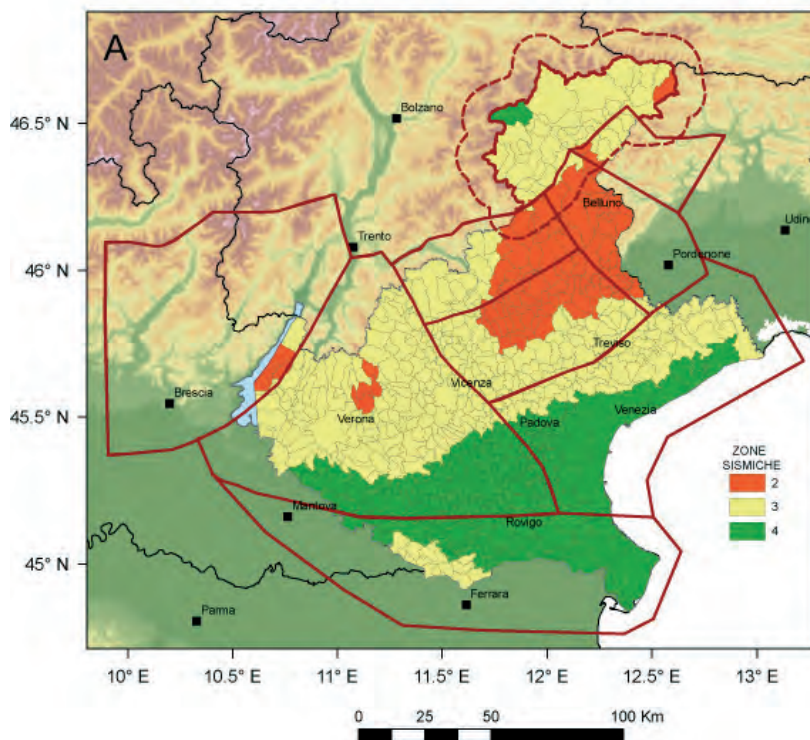 A
46.5° N
46° N
45.5° N
45° N
Bolzano
Belluno
Trento
Udin
Pordenone
Treviso
Vicenza
Brescia
Verona
Padova
Venezia
Mantova
Rovigo
Ferrara
Parma
ZONE
SISMICHE
2
3
4
10° E
10.5° E
11° E
11.5° E
12° E
12.5° E
13° E
0 25 50 100 Km